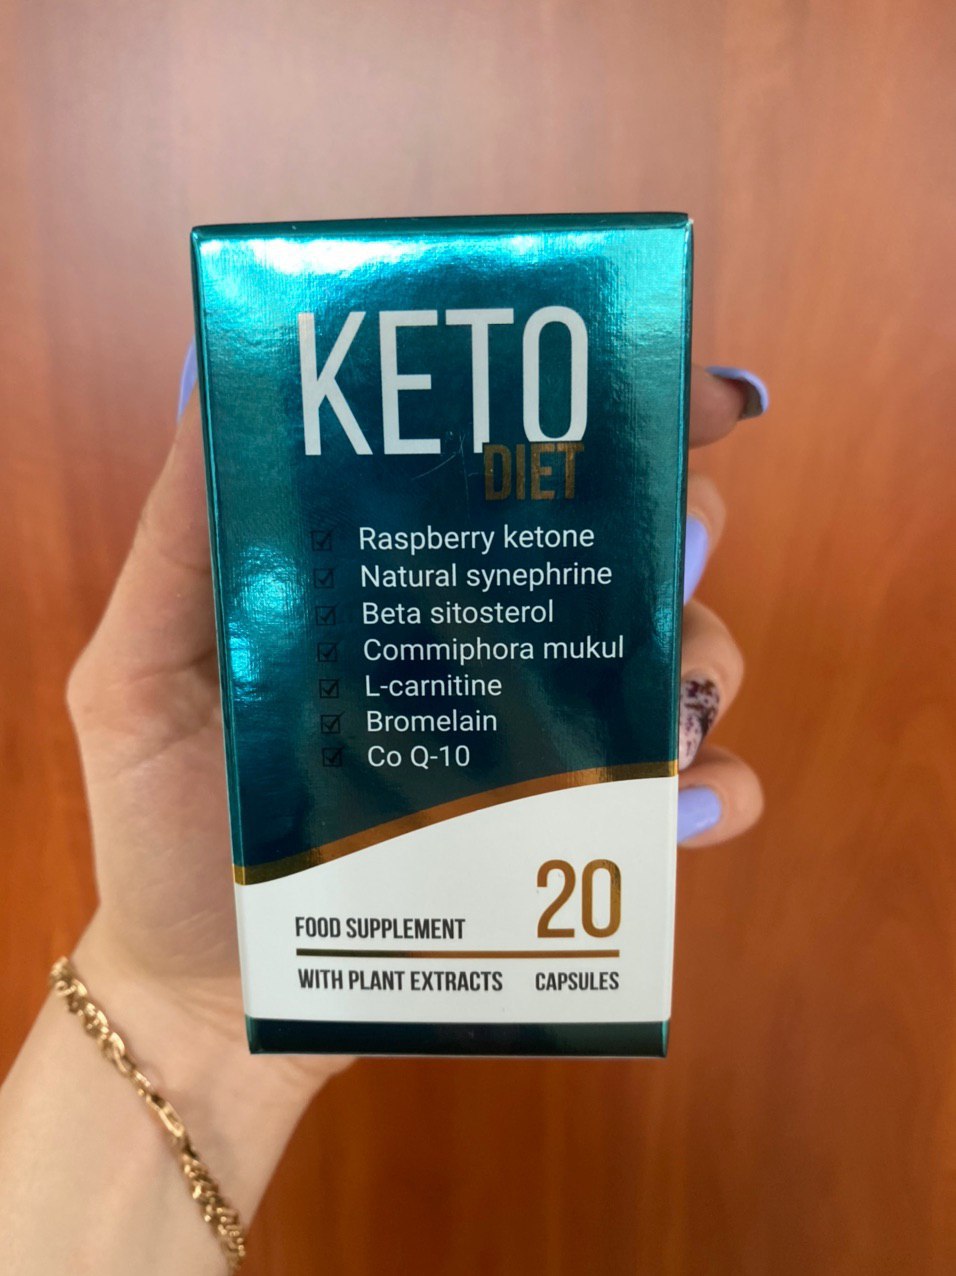 KETO
DIET
Raspberry ketone
Natural synephrine
Beta sitosterol
Commiphora mukul
L-carnitine
Bromelain
Co Q-10
FOOD SUPPLEMENT
WITH PLANT EXTRACTS
20
CAPSULES